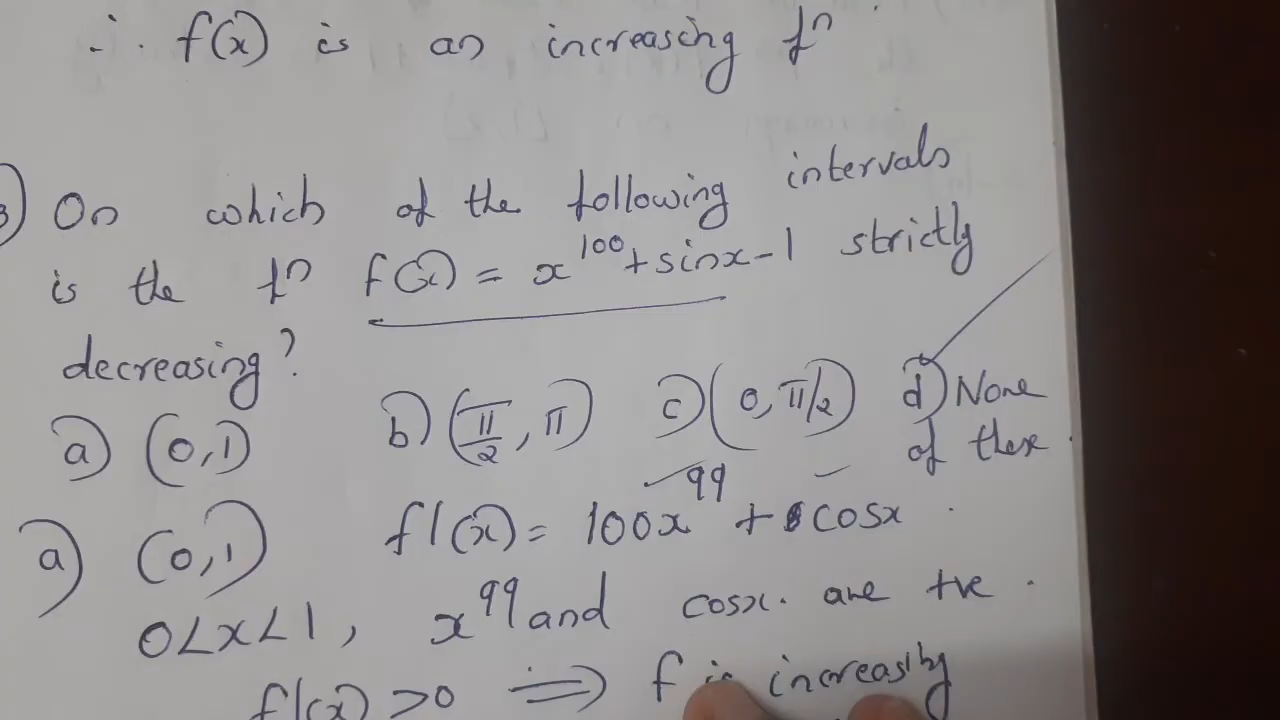 ∴ f(x) is an increasing fⁿ
3) On which of the following intervals
is the fⁿ f(x) = x¹⁰⁰ + sinx - 1 strictly
decreasing?
a) (0,1) b) (π/2, π) c) (0, π/2) d) None of these.
a) (0,1) f'(x) = 100x⁹⁹ + cosx.
0<x<1, x⁹⁹ and cosx. are +ve.
f'(x) >0 ⟹ f is increasing